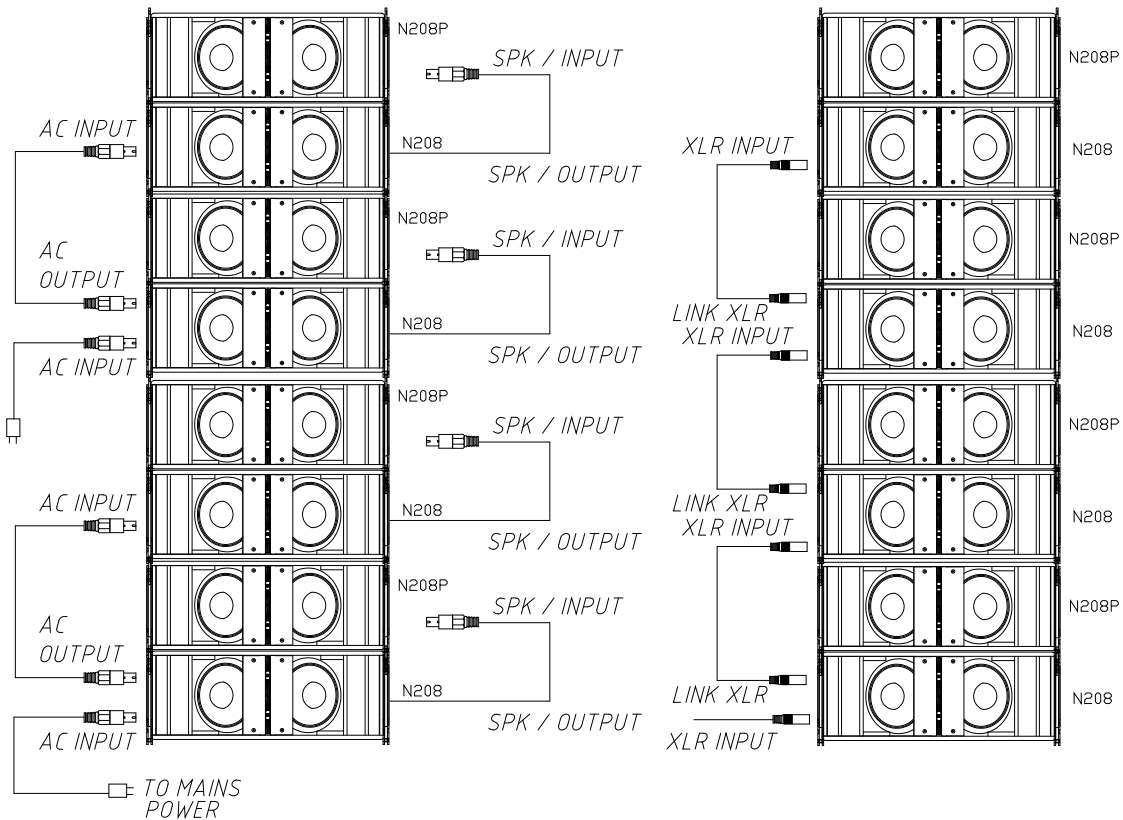 N208P
SPK / INPUT
AC INPUT
N208
SPK / OUTPUT
N208P
SPK / INPUT
AC
OUTPUT
N208
SPK / OUTPUT
AC INPUT
N208P
SPK / INPUT
AC INPUT
N208
SPK / OUTPUT
N208P
SPK / INPUT
AC
OUTPUT
N208
SPK / OUTPUT
AC INPUT
TO MAINS
POWER
N208P
XLR INPUT
N208
N208P
LINK XLR
XLR INPUT
N208
N208P
LINK XLR
XLR INPUT
N208
N208P
LINK XLR
N208
XLR INPUT